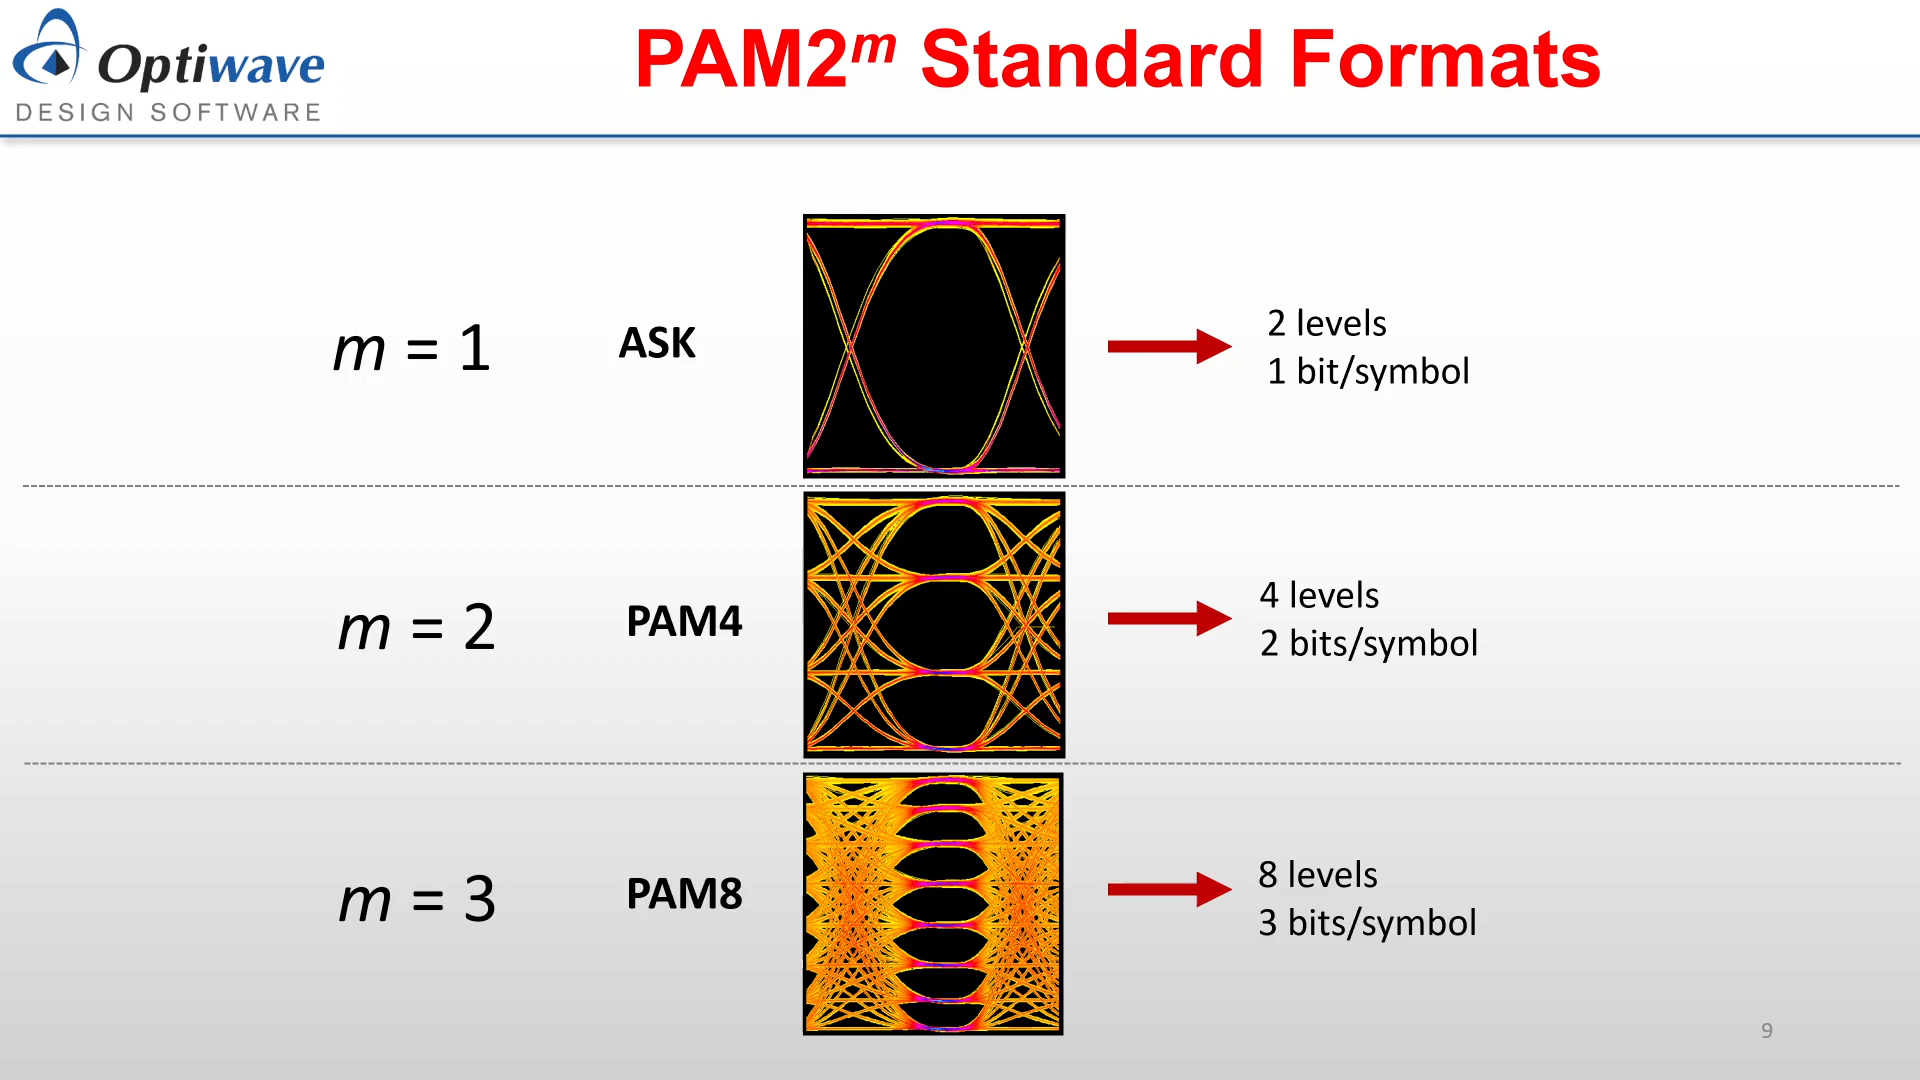 Optiwave
DESIGN SOFTWARE
PAM2ᵐ Standard Formats
m = 1
ASK
2 levels
1 bit/symbol
m = 2
PAM4
4 levels
2 bits/symbol
m = 3
PAM8
8 levels
3 bits/symbol
9